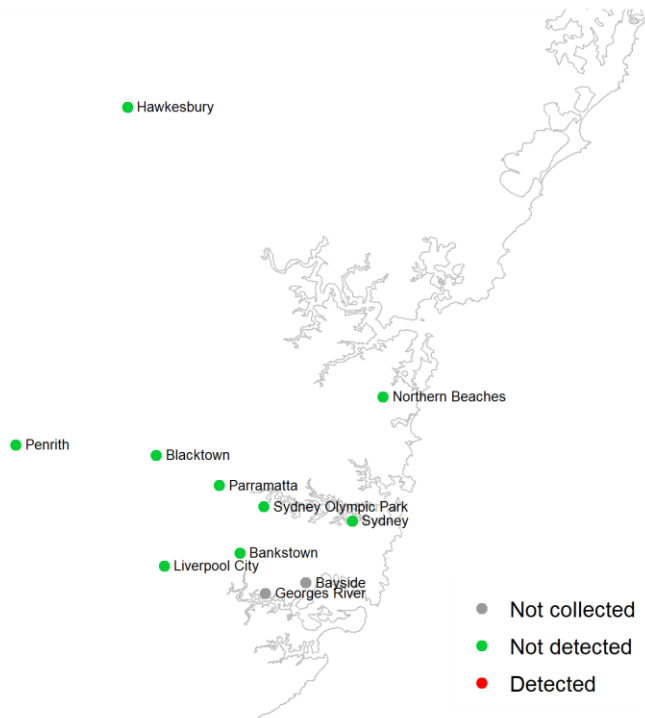 Hawkesbury
Northern Beaches
Penrith
Blacktown
Parramatta
Sydney Olympic Park
Sydney
Bankstown
Liverpool City
Bayside
Georges River
Not collected
Not detected
Detected